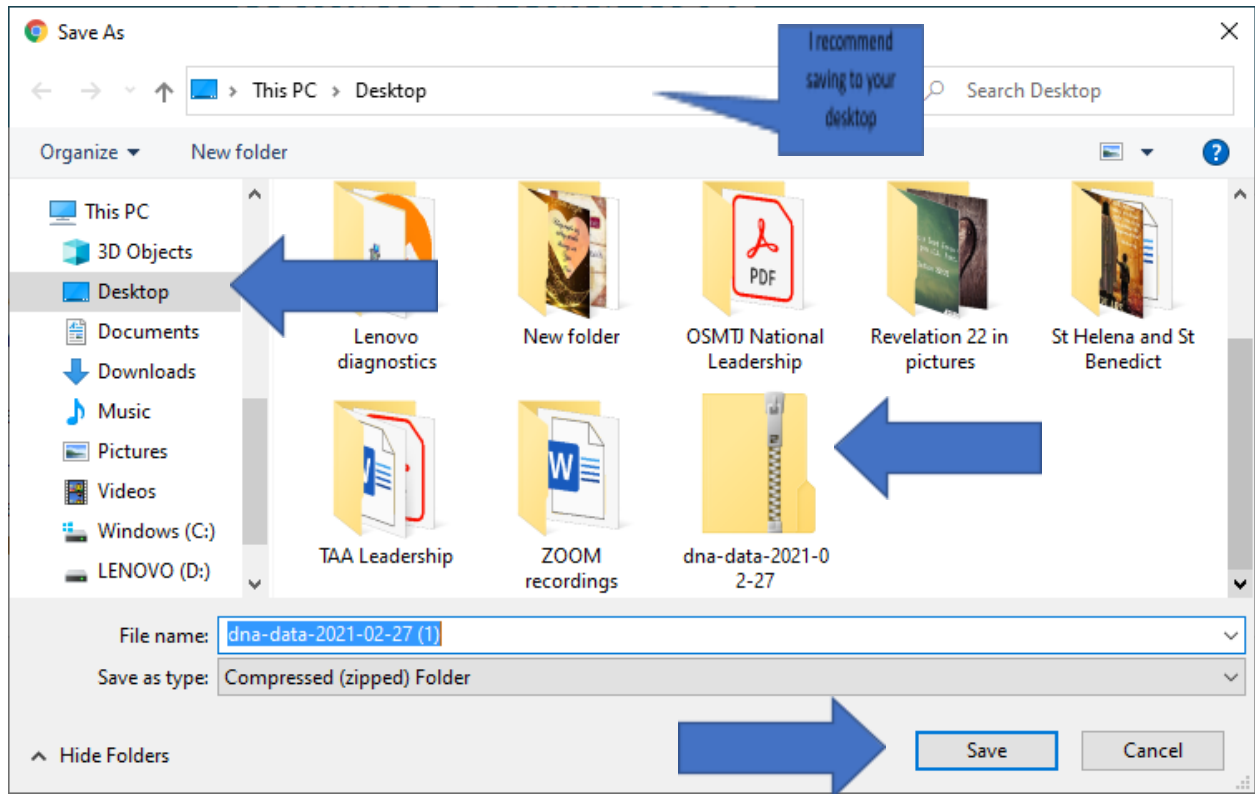 Save As
I recommend
saving to your
desktop
This PC > Desktop
Search Desktop
Organize
New folder
This PC
3D Objects
Desktop
Documents
Downloads
Music
Pictures
Videos
Windows (C:)
LENOVO (D:)
Lenovo
diagnostics
New folder
OSMTJ National
Leadership
PDF
Revelation 22 in
pictures
St Helena and St
Benedict
TAA Leadership
W
ZOOM
recordings
W
dna-data-2021-0
2-27
File name: dna-data-2021-02-27 (1)
Save as type: Compressed (zipped) Folder
Hide Folders
Save
Cancel